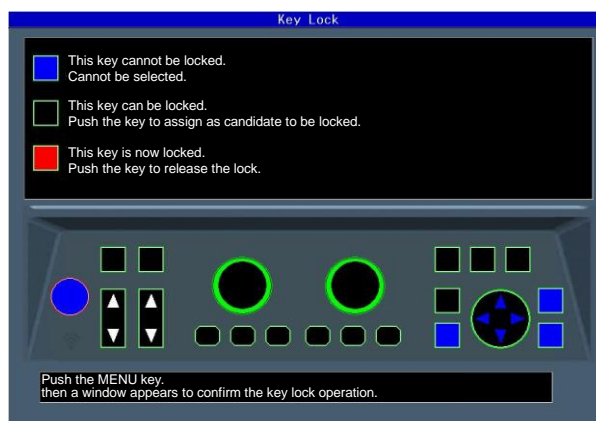 Key Lock
This key cannot be locked.
Cannot be selected.
This key can be locked.
Push the key to assign as candidate to be locked.
This key is now locked.
Push the key to release the lock.
Push the MENU key.
then a window appears to confirm the key lock operation.